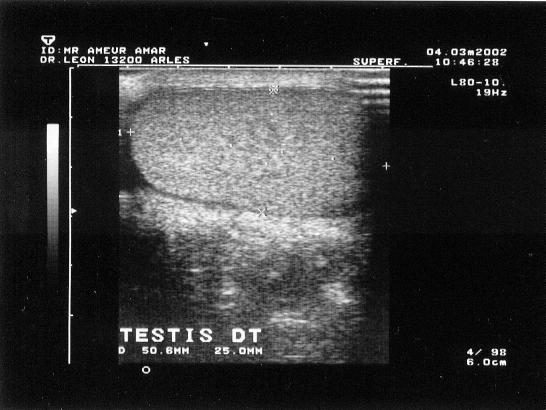 ID:MR AMEUR AMAR
DR.LEON 13200 ARLES
SUPERF.
04.03m2002
10:46:28
L80-10.
19Hz
1
TESTIS DT
D 50.6MM 25.0MM
4/ 98
6.0cm